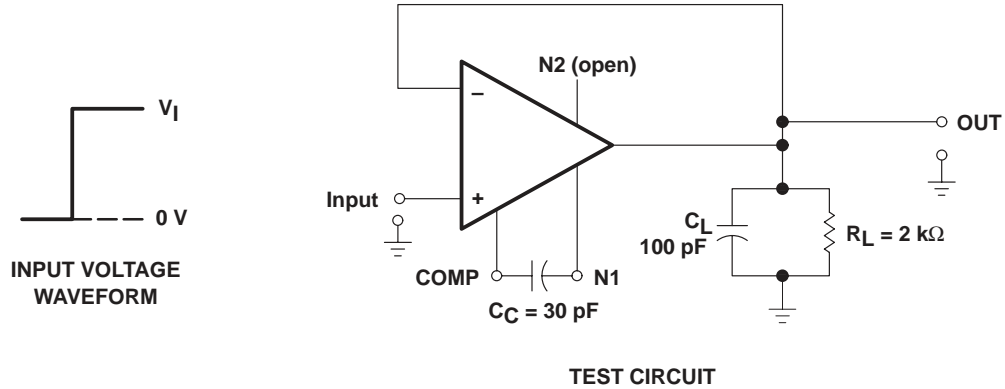 N2 (open)
−
V_I
OUT
+
Input
0 V
C_L
100 pF
R_L = 2 kΩ
INPUT VOLTAGE
WAVEFORM
COMP
N1
C_C = 30 pF
TEST CIRCUIT